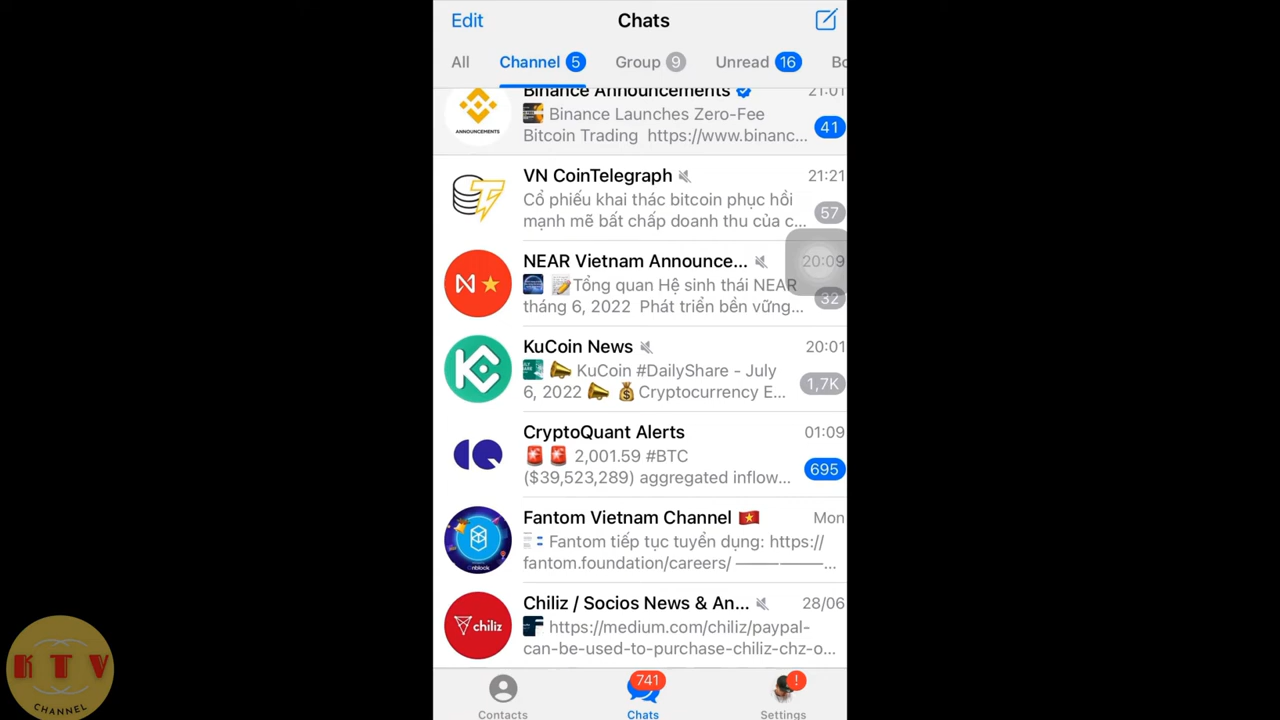 Edit
Chats
All
Channel 5
Group 9
Unread 16
Bo
Binance Announcements
21:01
Binance Launches Zero-Fee
Bitcoin Trading https://www.binanc...
41
ANNOUNCEMENTS
VN CoinTelegraph
21:21
Cổ phiếu khai thác bitcoin phục hồi
mạnh mẽ bất chấp doanh thu của c...
57
NEAR Vietnam Announce...
20:09
Tổng quan Hệ sinh thái NEAR
tháng 6, 2022 Phát triển bền vững...
32
KuCoin News
20:01
KuCoin #DailyShare - July
6, 2022 Cryptocurrency E...
1,7K
CryptoQuant Alerts
01:09
2,001.59 #BTC
($39,523,289) aggregated inflow...
695
Fantom Vietnam Channel
Mon
Fantom tiếp tục tuyển dụng: https://
fantom.foundation/careers/ ——————...
Chiliz / Socios News & An...
28/06
https://medium.com/chiliz/paypal-
can-be-used-to-purchase-chiliz-chz-o...
chiliz
741
!
Contacts
Chats
Settings
KTV
CHANNEL